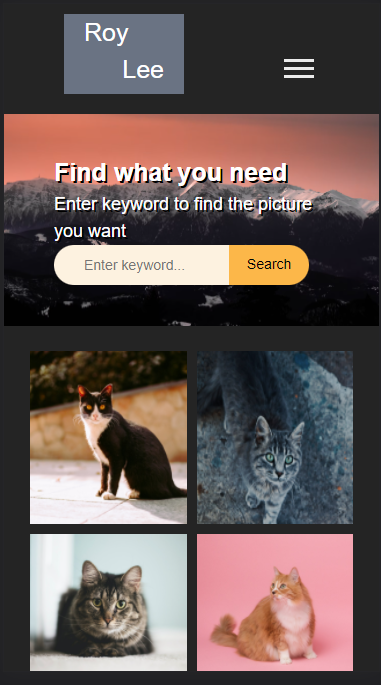 Roy
Lee
Find what you need
Enter keyword to find the picture
you want
Enter keyword...
Search